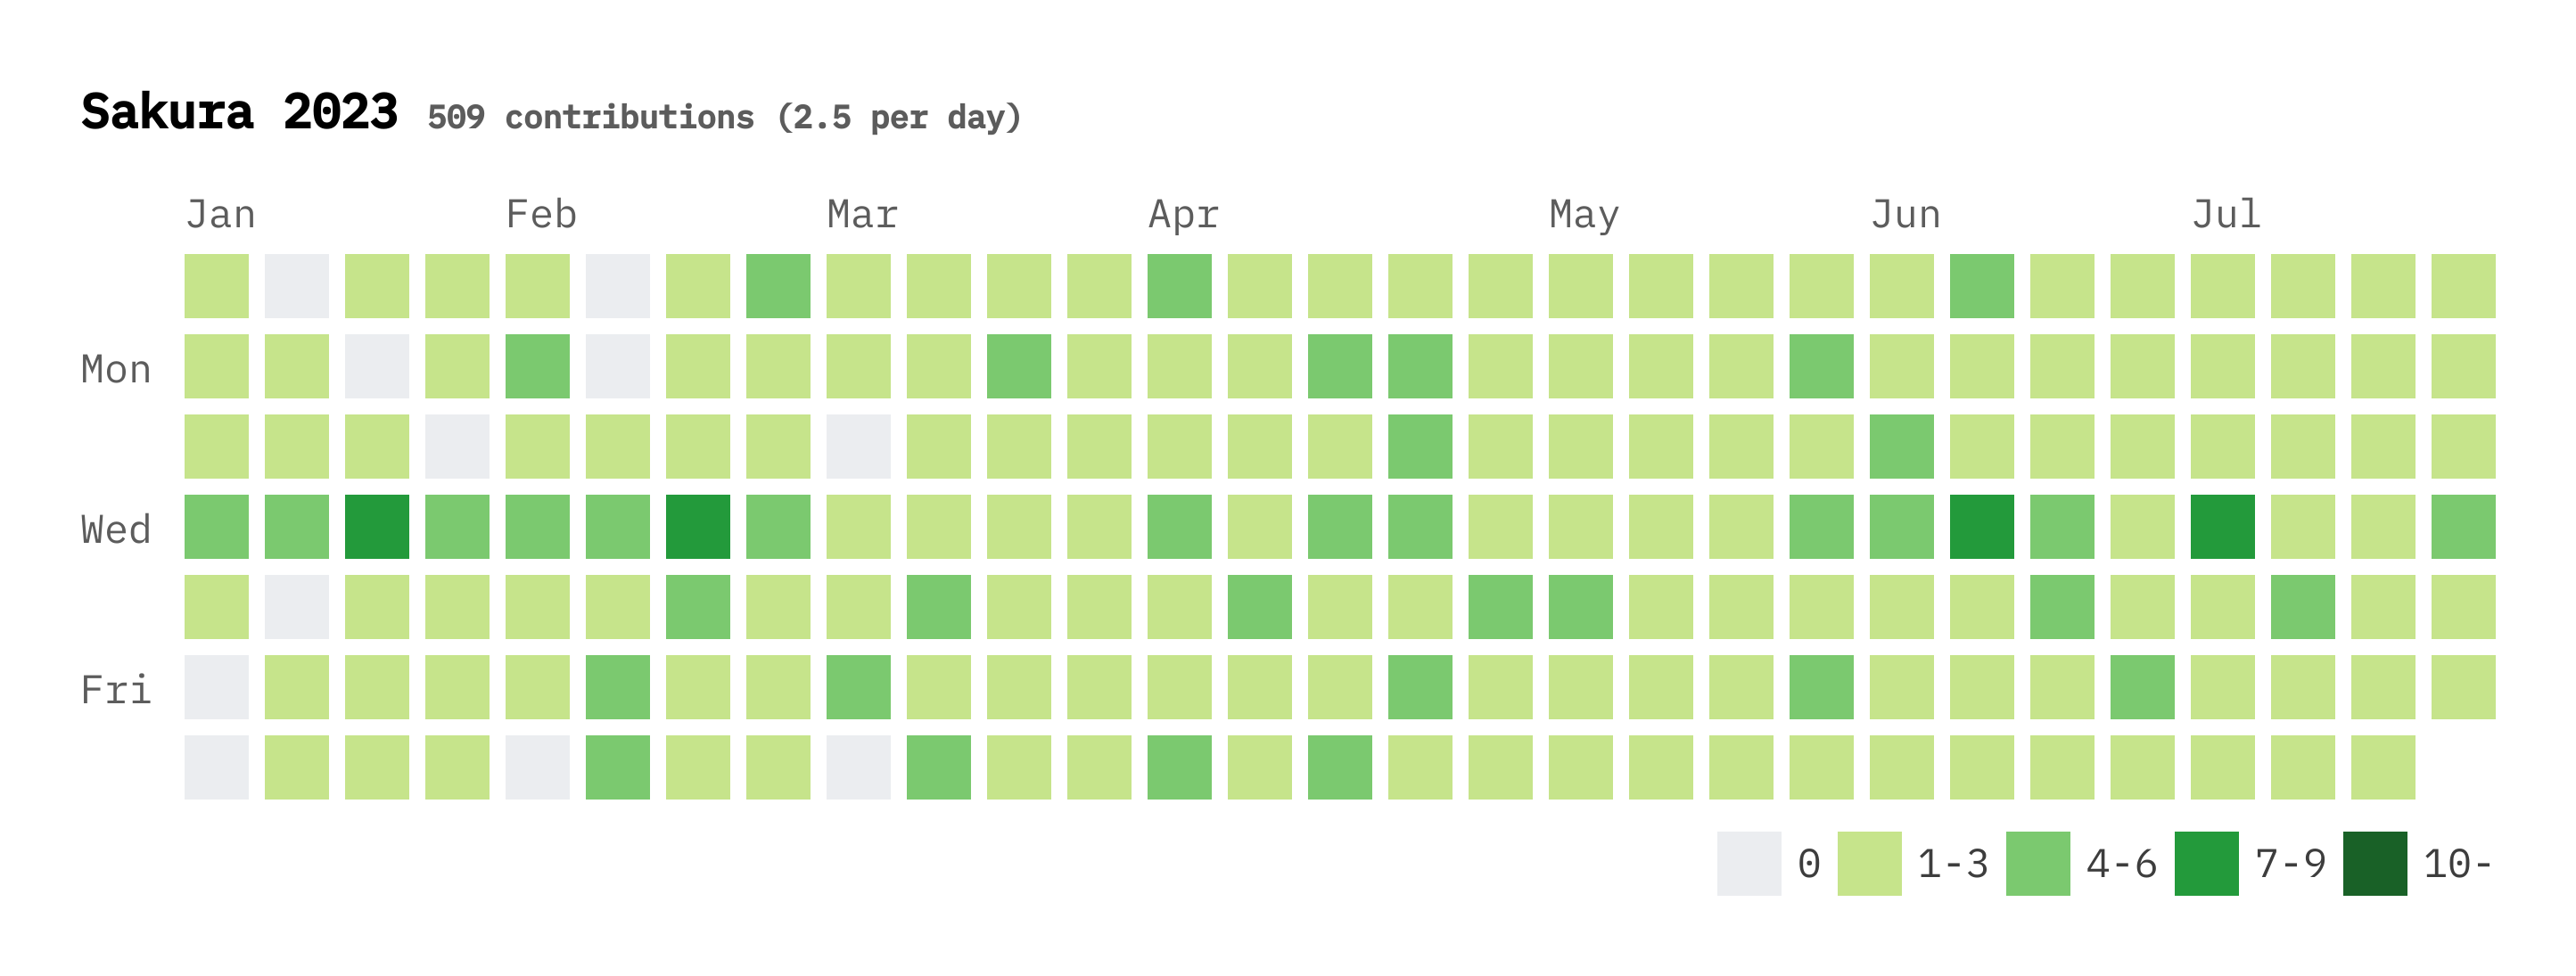 Sakura 2023 509 contributions (2.5 per day)
Jan Feb Mar Apr May Jun Jul
Mon
Wed
Fri
0 1-3 4-6 7-9 10-